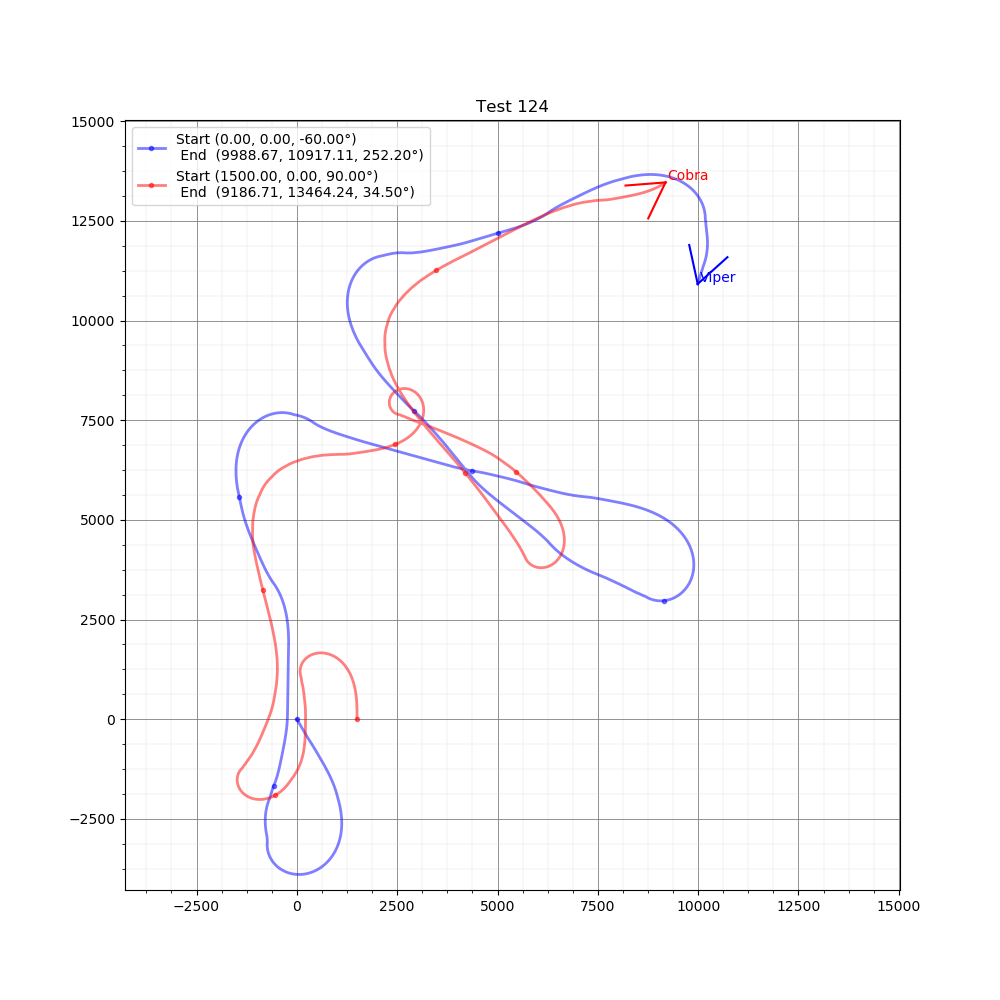 Test 124
Start (0.00, 0.00, -60.00°)
End (9988.67, 10917.11, 252.20°)
Start (1500.00, 0.00, 90.00°)
End (9186.71, 13464.24, 34.50°)
Cobra
Viper
15000
12500
10000
7500
5000
2500
0
−2500
−2500 0 2500 5000 7500 10000 12500 15000